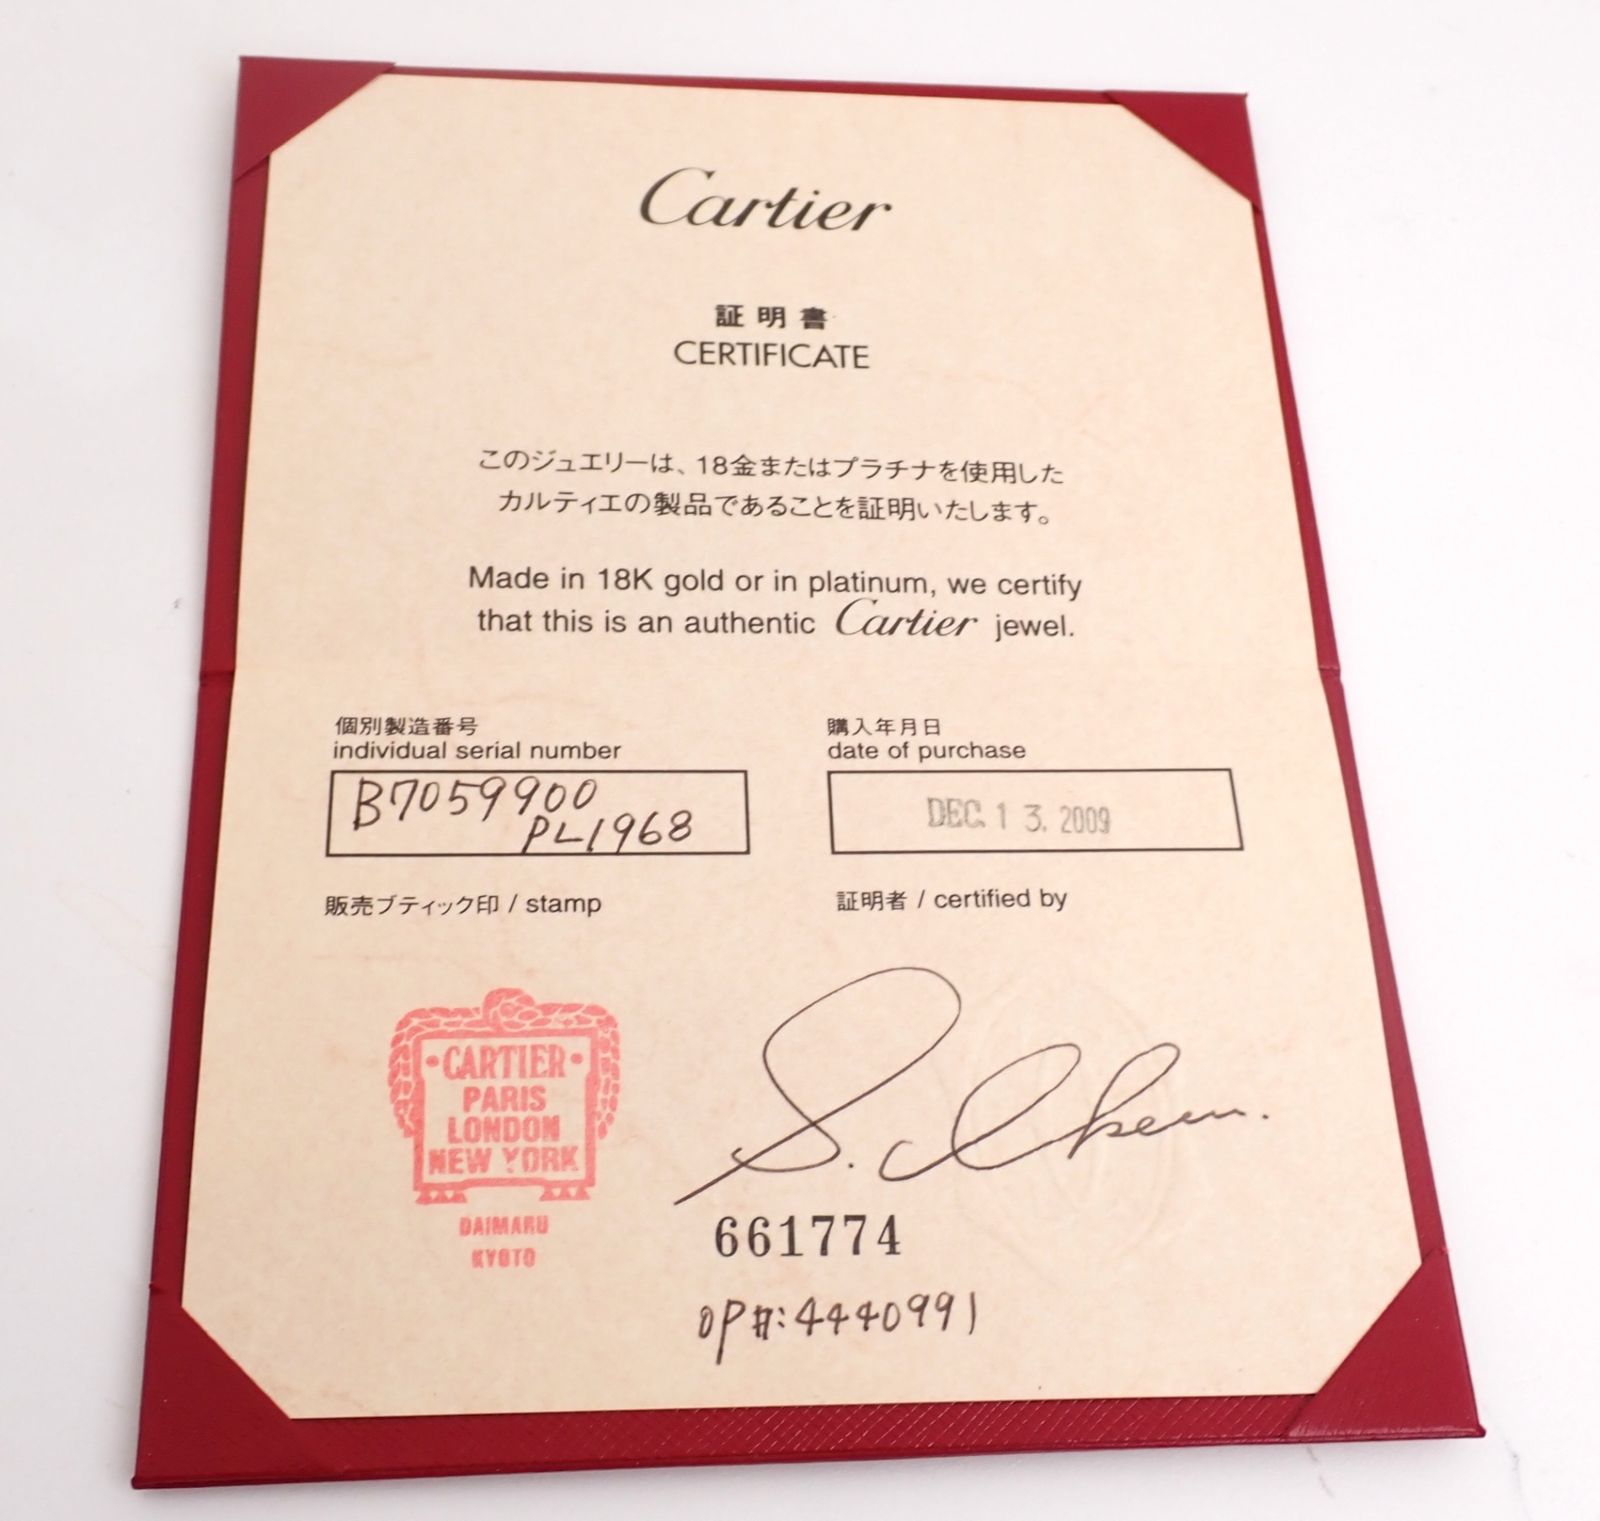 Cartier
証明書
CERTIFICATE
このジュエリーは、18金またはプラチナを使用した
カルティエの製品であることを証明いたします。
Made in 18K gold or in platinum, we certify
that this is an authentic Cartier jewel.
個別製造番号
individual serial number
B7059900
PL1968
購入年月日
date of purchase
DEC. 13. 2009
販売ブティック印 / stamp
証明者 / certified by
·CARTIER·
PARIS
LONDON
NEW YORK
DAIMARU
KYOTO
661774
OP#:4440991